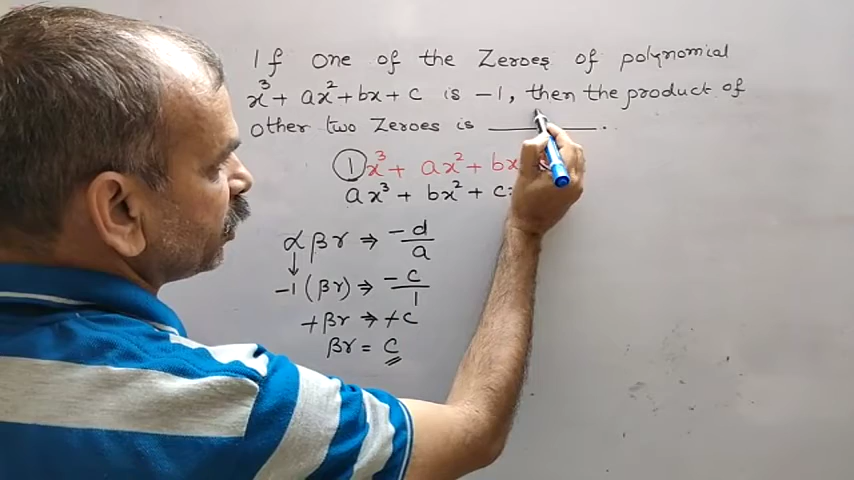 If one of the Zeroes of polynomial
x³ + ax² + bx + c is -1, then the product of
other two Zeroes is ________.
① x³ + ax² + bx
ax³ + bx² + c
αβγ ⇒ -d/a
↓
-1(βγ) ⇒ -c/1
+βγ ⇒ +c
βγ = c